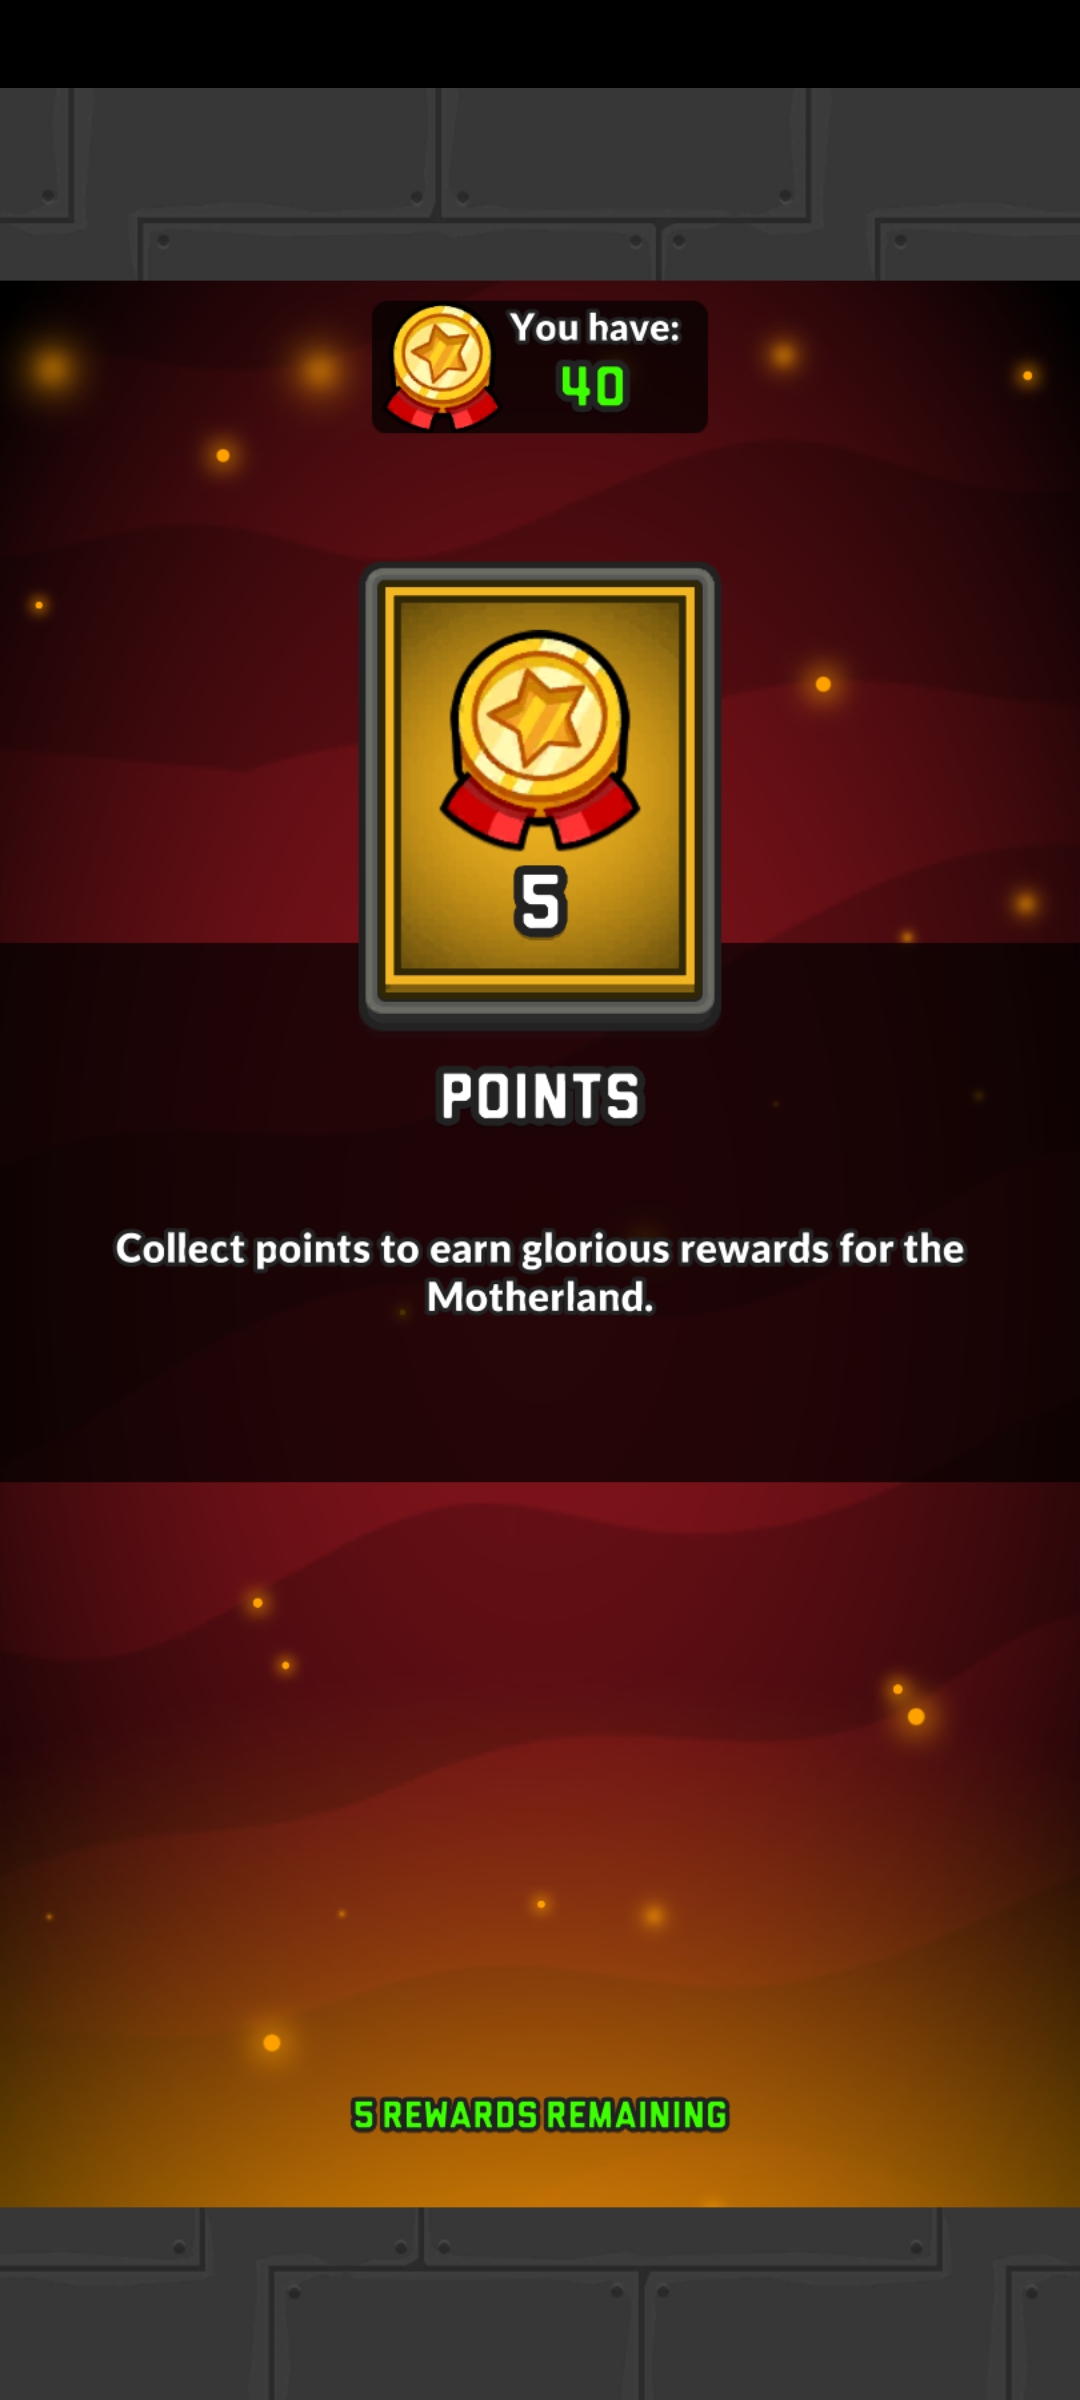 You have:
40
5
POINTS
Collect points to earn glorious rewards for the
Motherland.
5 REWARDS REMAINING